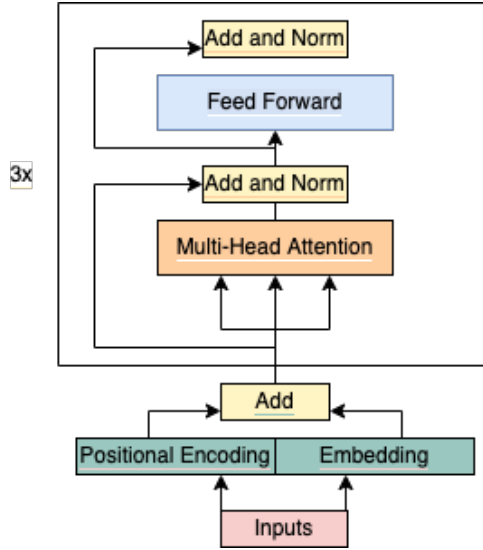 Add and Norm
Feed Forward
3x
Add and Norm
Multi-Head Attention
Add
Positional Encoding
Embedding
Inputs